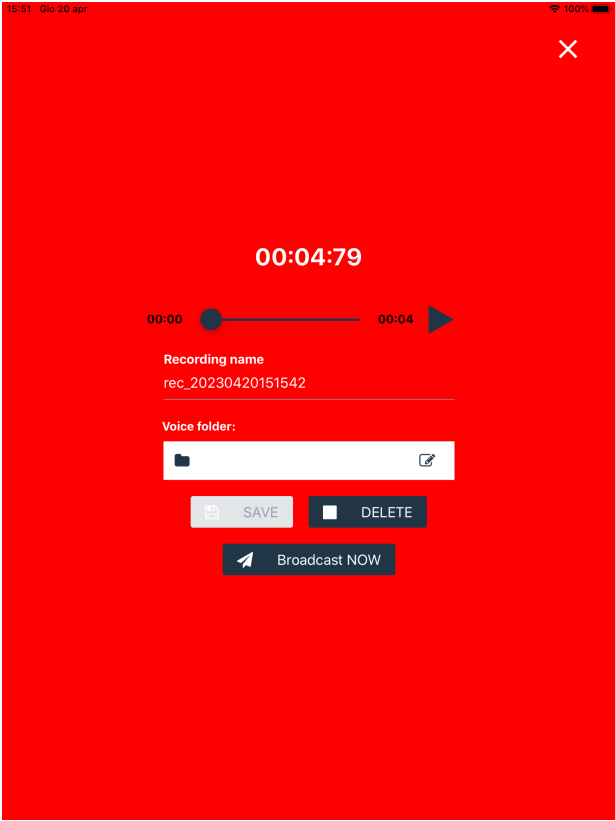 15:51 Gio 20 apr 100%
00:04:79
00:00 00:04
Recording name
rec_20230420151542
Voice folder:
SAVE DELETE
Broadcast NOW